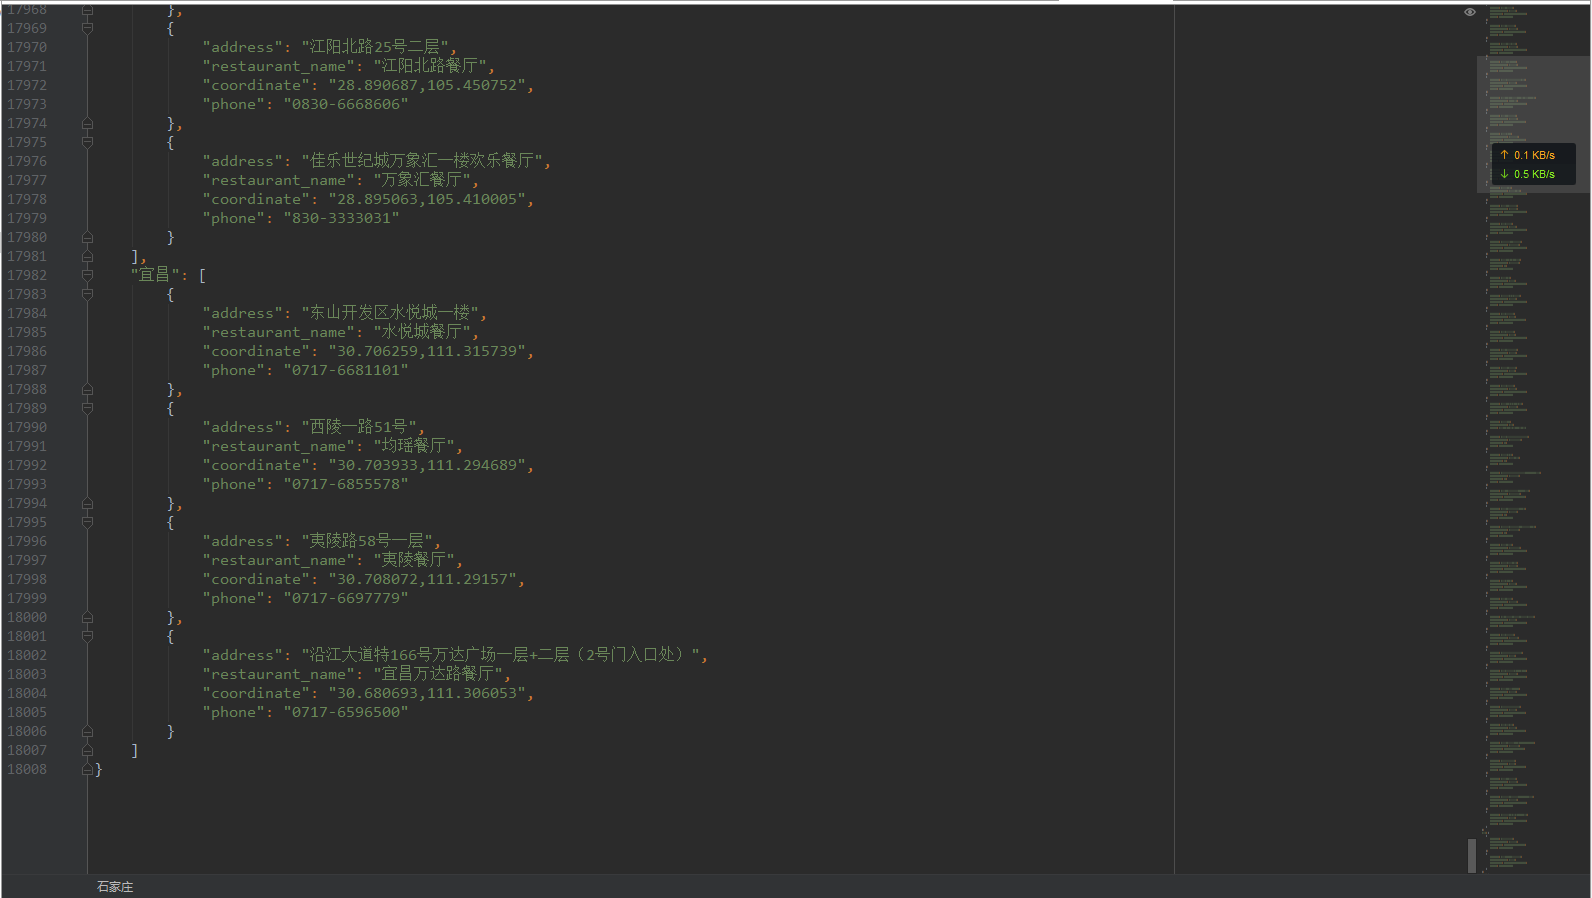 17968 },
17969 {
17970 "address": "江阳北路25号二层",
17971 "restaurant_name": "江阳北路餐厅",
17972 "coordinate": "28.890687,105.450752",
17973 "phone": "0830-6668606"
17974 },
17975 {
17976 "address": "佳乐世纪城万象汇一楼欢乐餐厅",
17977 "restaurant_name": "万象汇餐厅",
17978 "coordinate": "28.895063,105.410005",
17979 "phone": "830-3333031"
17980 }
17981 ],
17982 "宜昌": [
17983 {
17984 "address": "东山开发区水悦城一楼",
17985 "restaurant_name": "水悦城餐厅",
17986 "coordinate": "30.706259,111.315739",
17987 "phone": "0717-6681101"
17988 },
17989 {
17990 "address": "西陵一路51号",
17991 "restaurant_name": "均瑶餐厅",
17992 "coordinate": "30.703933,111.294689",
17993 "phone": "0717-6855578"
17994 },
17995 {
17996 "address": "夷陵路58号一层",
17997 "restaurant_name": "夷陵餐厅",
17998 "coordinate": "30.708072,111.29157",
17999 "phone": "0717-6697779"
18000 },
18001 {
18002 "address": "沿江大道特166号万达广场一层+二层（2号门入口处）",
18003 "restaurant_name": "宜昌万达路餐厅",
18004 "coordinate": "30.680693,111.306053",
18005 "phone": "0717-6596500"
18006 }
18007 ]
18008 }
↑ 0.1 KB/s
↓ 0.5 KB/s
石家庄